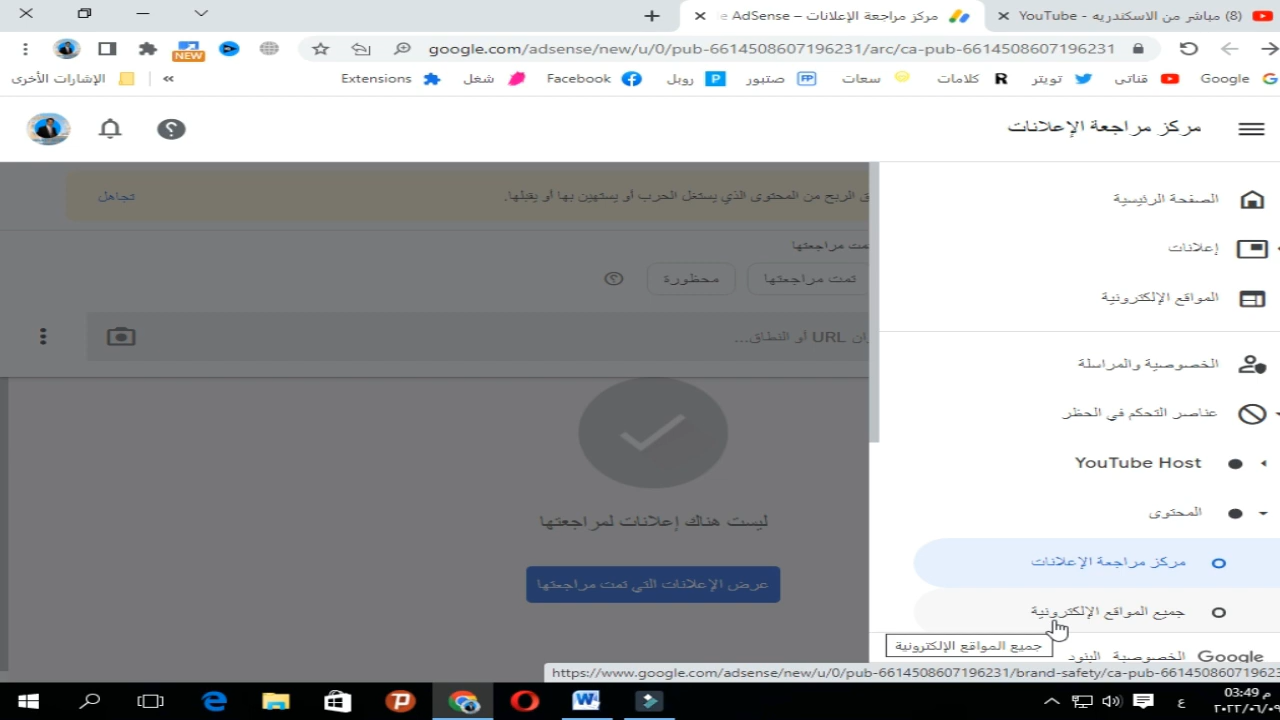 (8) مباشر من الاسكندريه - YouTube
مركز مراجعة الإعلانات – AdSense
google.com/adsense/new/u/0/pub-6614508607196231/arc/ca-pub-6614508607196231
NEW
Google
قناتى
تويتر
كلامات
سعات
صتبور
روبل
Facebook
شغل
Extensions
»
الإشارات الأخرى
مركز مراجعة الإعلانات
الصفحة الرئيسية
إعلانات
المواقع الإلكترونية
الخصوصية والمراسلة
عناصر التحكم في الحظر
YouTube Host
المحتوى
مركز مراجعة الإعلانات
جميع المواقع الإلكترونية
جميع المواقع الإلكترونية
Google الخصوصية البنود
الربح من المحتوى الذي يستغل الحرب أو يستهين بها أو يقبلها.
تجاهل
تمت مراجعتها
تمت مراجعتها
محظورة
URL أو النطاق...
ليست هناك إعلانات لمراجعتها
عرض الإعلانات التي تمت مراجعتها
https://www.google.com/adsense/new/u/0/pub-6614508607196231/brand-safety/ca-pub-66145086071962
ع
03:49 م